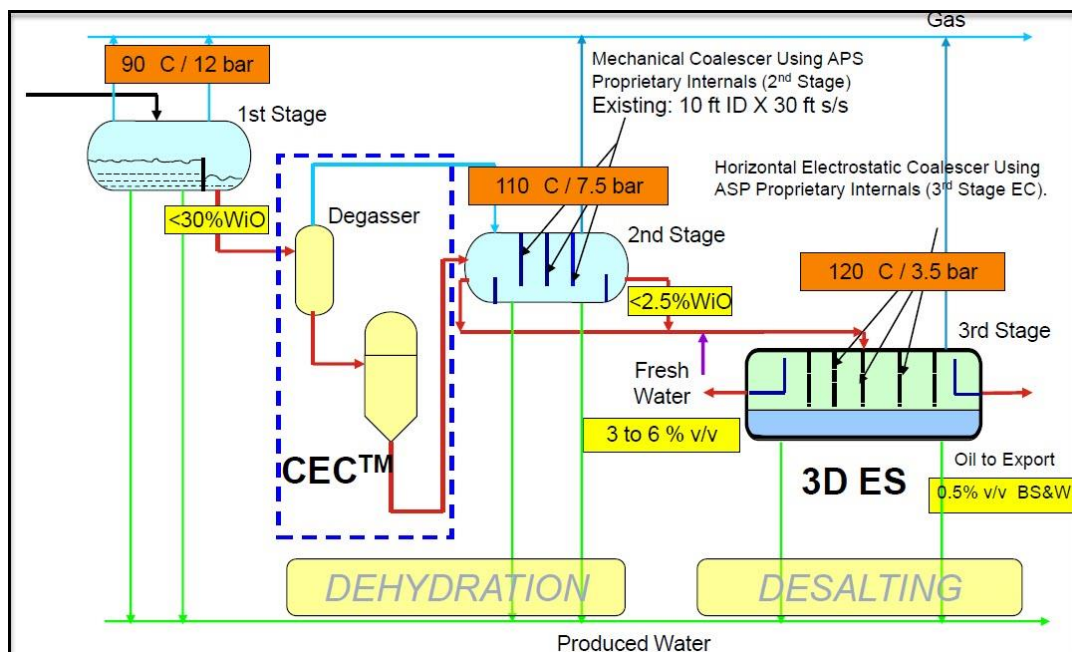 Gas
90 C / 12 bar
Mechanical Coalescer Using APS
Proprietary Internals (2nd Stage)
Existing: 10 ft ID X 30 ft s/s
1st Stage
Horizontal Electrostatic Coalescer Using
ASP Proprietary Internals (3rd Stage EC).
110 C / 7.5 bar
<30%WiO
Degasser
2nd Stage
120 C / 3.5 bar
<2.5%WiO
3rd Stage
Fresh
Water
3 to 6 % v/v
CEC™
3D ES
Oil to Export
0.5% v/v BS&W
DEHYDRATION
DESALTING
Produced Water